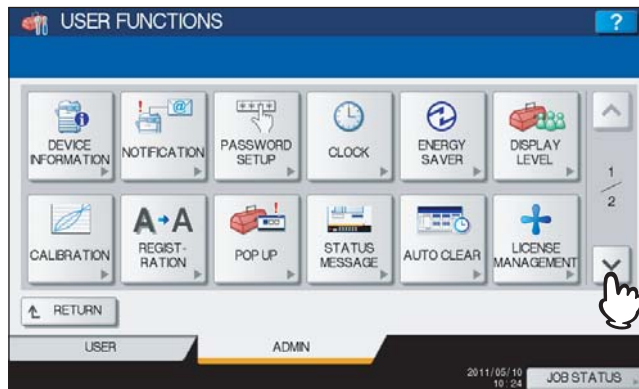 USER FUNCTIONS
?
DEVICE
INFORMATION
! @
NOTIFICATION
****
PASSWORD
SETUP
CLOCK
ENERGY
SAVER
DISPLAY
LEVEL
1
2
CALIBRATION
A A
REGIST-
RATION
!
POP UP
STATUS
MESSAGE
AUTO CLEAR
LICENSE
MANAGEMENT
RETURN
USER
ADMIN
2011/05/10
10:24
JOB STATUS